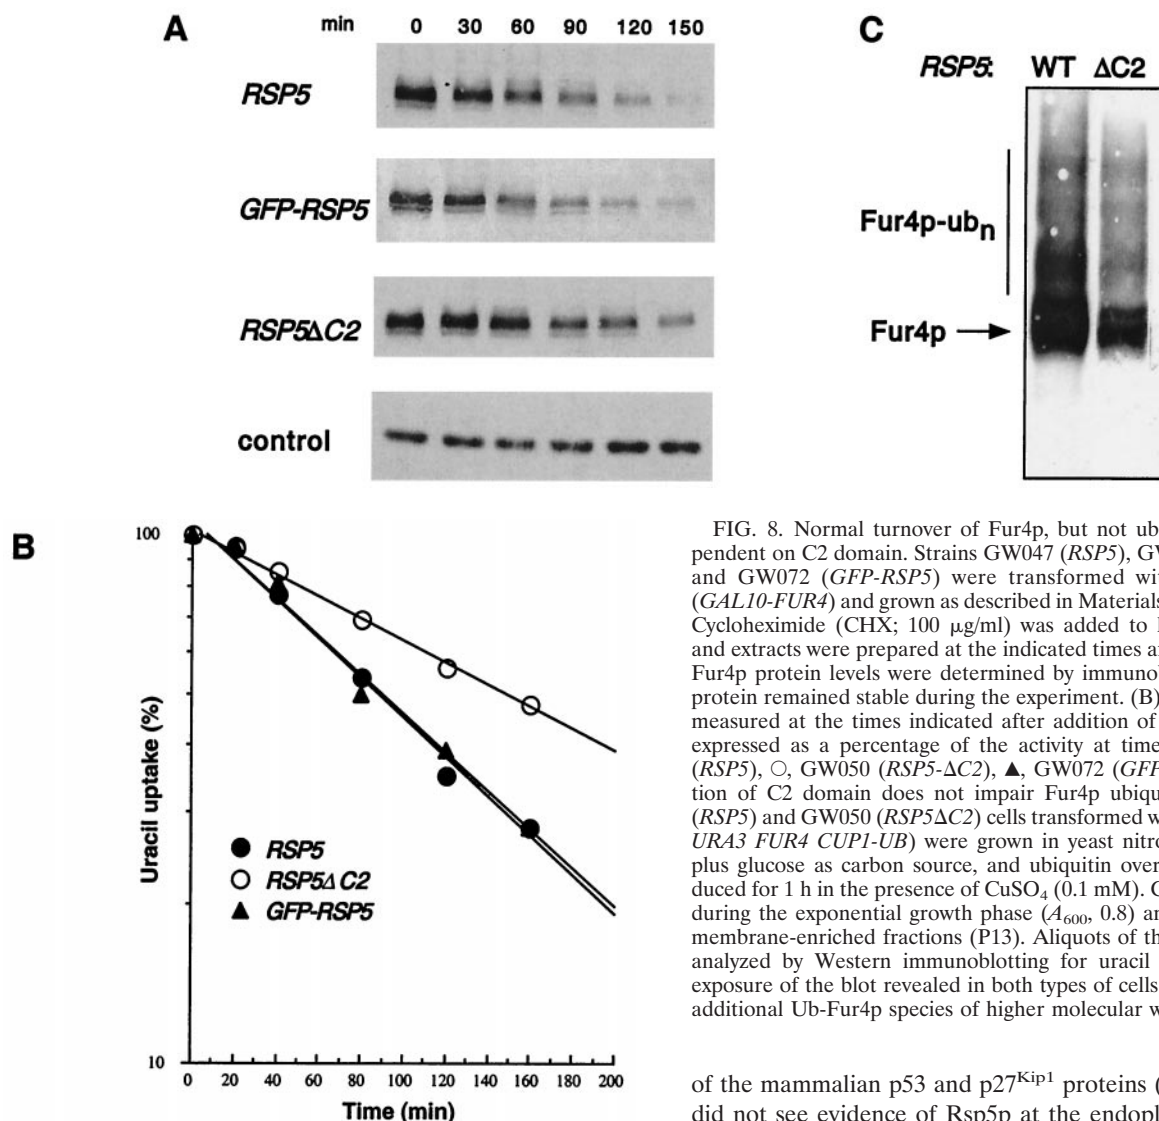 A
min 0 30 60 90 120 150
RSP5
GFP-RSP5
RSP5ΔC2
control
C
RSP5: WT ΔC2
Fur4p-ubn
Fur4p
B
Uracil uptake (%)
100
10
RSP5
RSP5Δ C2
GFP-RSP5
0 20 40 60 80 100 120 140 160 180 200
Time (min)
FIG. 8. Normal turnover of Fur4p, but not ub
pendent on C2 domain. Strains GW047 (RSP5), GW
and GW072 (GFP-RSP5) were transformed wi
(GAL10-FUR4) and grown as described in Materials
Cycloheximide (CHX; 100 μg/ml) was added to
and extracts were prepared at the indicated times a
Fur4p protein levels were determined by immunob
protein remained stable during the experiment. (B)
measured at the times indicated after addition of
expressed as a percentage of the activity at time
(RSP5), ○, GW050 (RSP5-ΔC2), ▲, GW072 (GFP
tion of C2 domain does not impair Fur4p ubiqu
(RSP5) and GW050 (RSP5ΔC2) cells transformed w
URA3 FUR4 CUP1-UB) were grown in yeast nitro
plus glucose as carbon source, and ubiquitin over
duced for 1 h in the presence of CuSO4 (0.1 mM). C
during the exponential growth phase (A600, 0.8) an
membrane-enriched fractions (P13). Aliquots of th
analyzed by Western immunoblotting for uracil
exposure of the blot revealed in both types of cells
additional Ub-Fur4p species of higher molecular w
of the mammalian p53 and p27Kip1 proteins (
did not see evidence of Rsp5p at the endopl